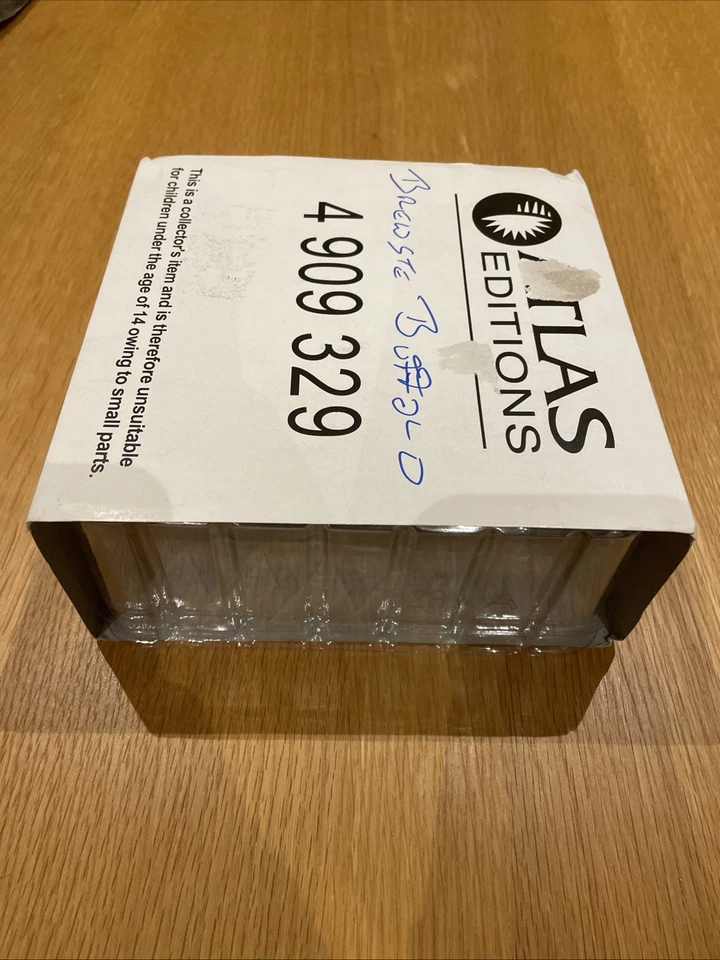 ATLAS
EDITIONS
BREWSTE BUFFALO
4 909 329
This is a collector's item and is therefore unsuitable
for children under the age of 14 owing to small parts.